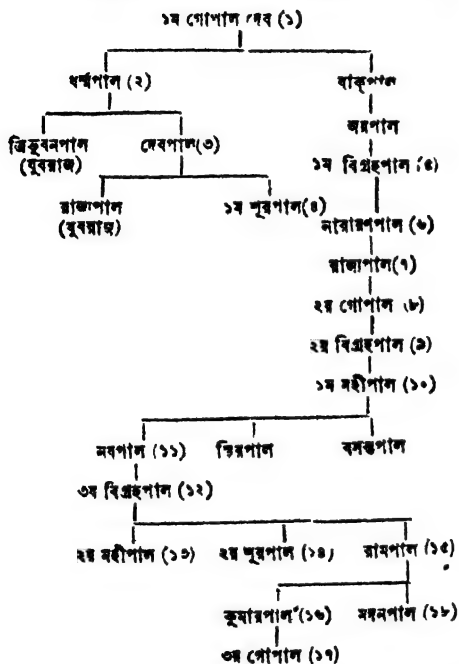 ১ম গোপাল দেব (১)
ধর্ম্মপাল (২) বাক্‌পাল
জয়পাল
ত্রিভুবনপাল দেবপাল(৩)
(যুবরাজ)
১ম বিগ্রহপাল (৫)
রাজ্যপাল ১ম শূরপাল(৪)
(যুবরাজ)
নারায়ণপাল (৬)
রাজ্যপাল(৭)
২য় গোপাল (৮)
২য় বিগ্রহপাল (৯)
১ম মহীপাল (১০)
নয়পাল (১১) স্থিরপাল বসন্তপাল
৩য় বিগ্রহপাল (১২)
২য় মহীপাল (১৩) ২য় শূরপাল (১৪) রামপাল (১৫)
কুমারপাল (১৬) মদনপাল (১৮)
৩য় গোপাল (১৭)